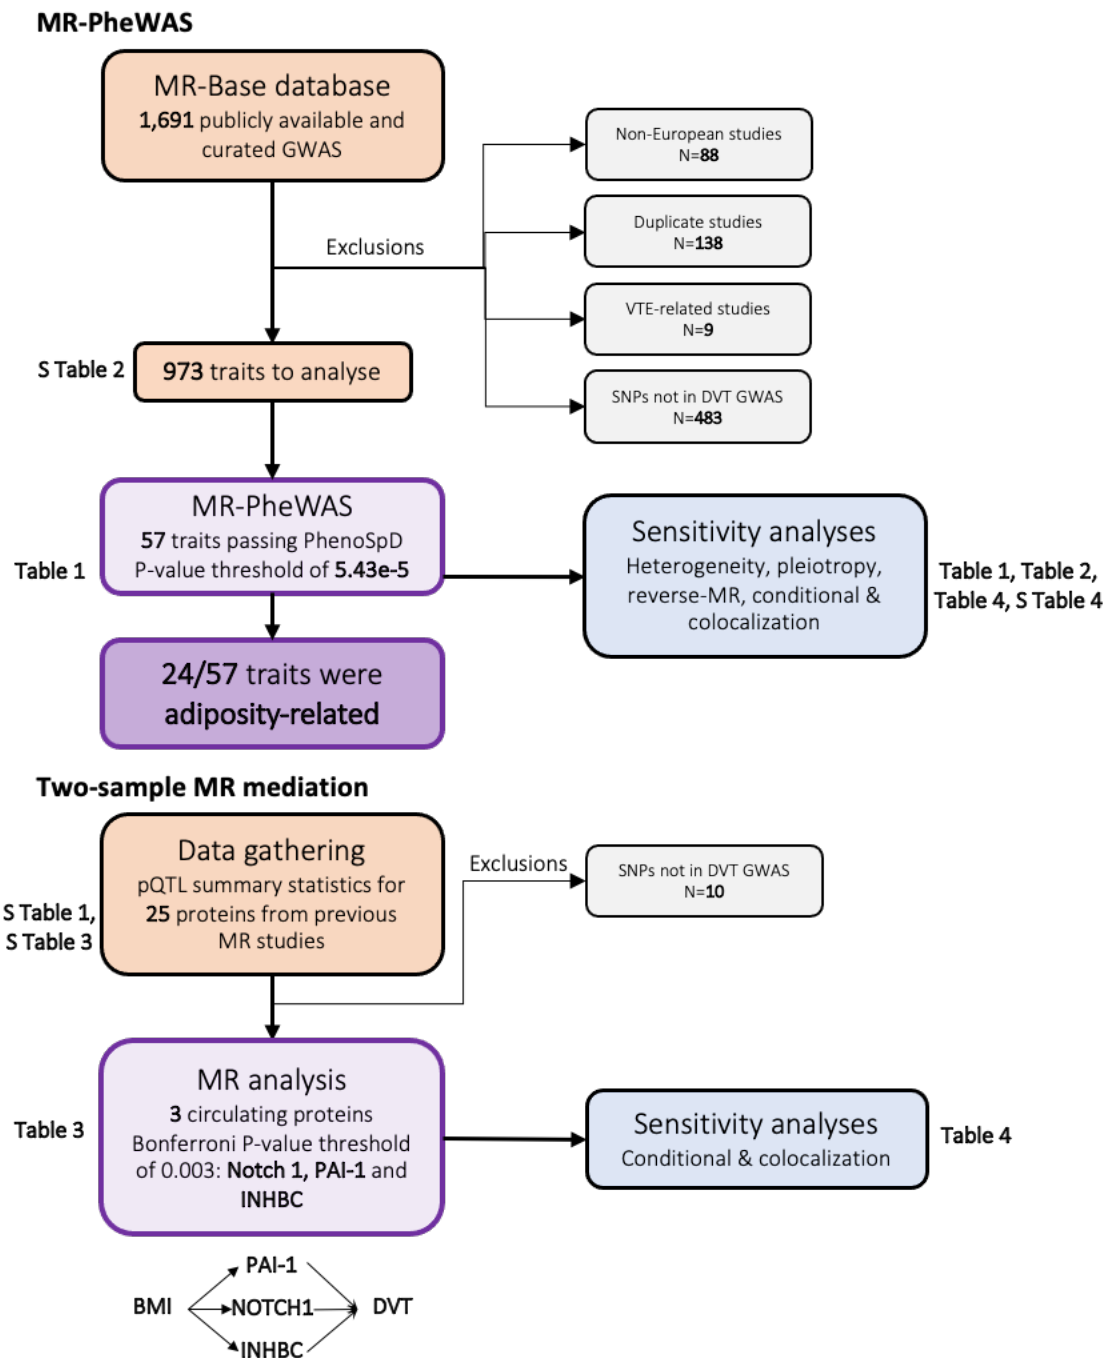 MR-PheWAS
MR-Base database
1,691 publicly available and
curated GWAS
Exclusions
Non-European studies
N=88
Duplicate studies
N=138
VTE-related studies
N=9
SNPs not in DVT GWAS
N=483
S Table 2
973 traits to analyse
MR-PheWAS
57 traits passing PhenoSpD
P-value threshold of 5.43e-5
Table 1
Sensitivity analyses
Heterogeneity, pleiotropy,
reverse-MR, conditional &
colocalization
Table 1, Table 2,
Table 4, S Table 4
24/57 traits were
adiposity-related
Two-sample MR mediation
Data gathering
pQTL summary statistics for
25 proteins from previous
MR studies
S Table 1,
S Table 3
Exclusions
SNPs not in DVT GWAS
N=10
MR analysis
3 circulating proteins
Bonferroni P-value threshold
of 0.003: Notch 1, PAI-1 and
INHBC
Table 3
Sensitivity analyses
Conditional & colocalization
Table 4
PAI-1
BMI
NOTCH1
DVT
INHBC